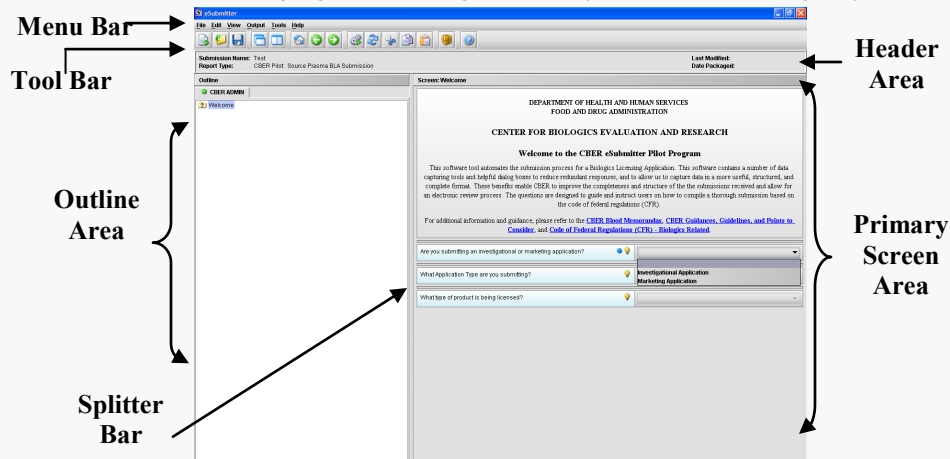 eSubmitter
File Edit View Output Tools Help
Menu Bar
Tool Bar
Submission Name: Test
Report Type: CBER Pilot: Source Plasma BLA Submission
Last Modified:
Date Packaged:
Header
Area
Outline
Screen: Welcome
CBER ADMIN
Welcome
DEPARTMENT OF HEALTH AND HUMAN SERVICES
FOOD AND DRUG ADMINISTRATION
CENTER FOR BIOLOGICS EVALUATION AND RESEARCH
Welcome to the CBER eSubmitter Pilot Program
This software tool automates the submission process for a Biologics Licensing Application. This software contains a number of data
capturing tools and helpful dialog boxes to reduce redundant responses, and to allow us to capture data in a more useful, structured, and
complete format. These benefits enable CBER to improve the completeness and structure of the the submissions received and allow for
an electronic review process. The questions are designed to guide and instruct users on how to compile a thorough submission based on
the code of federal regulations (CFR).
For additional information and guidance, please refer to the CBER Blood Memorandas, CBER Guidances, Guidelines, and Points to
Consider, and Code of Federal Regulations (CFR) - Biologics Related.
Outline
Area
Primary
Screen
Area
Are you submitting an investigational or marketing application?
What Application Type are you submitting?
Investigational Application
Marketing Application
What type of product is being licensed?
Splitter
Bar